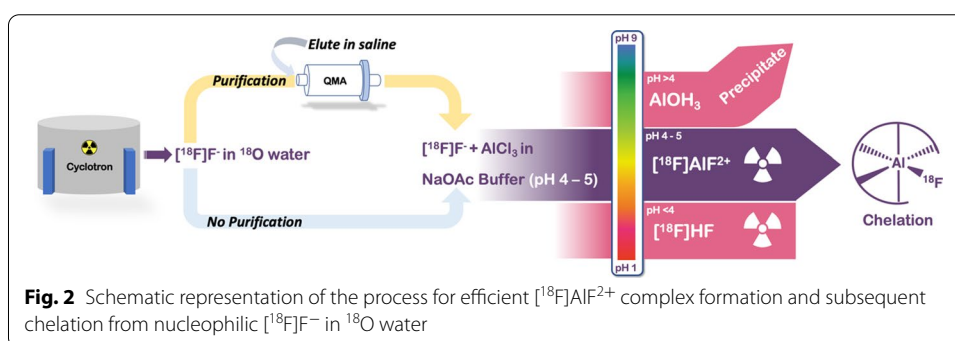 Elute in saline
Purification
QMA
Cyclotron
[¹⁸F]F⁻ in ¹⁸O water
No Purification
[¹⁸F]F⁻ + AlCl₃ in
NaOAc Buffer (pH 4 – 5)
pH 9
pH 1
pH >4
AlOH₃
Precipitate
pH 4 - 5
[¹⁸F]AlF²⁺
pH <4
[¹⁸F]HF
Al
¹⁸F
Chelation
Fig. 2 Schematic representation of the process for efficient [¹⁸F]AlF²⁺ complex formation and subsequent
chelation from nucleophilic [¹⁸F]F⁻ in ¹⁸O water